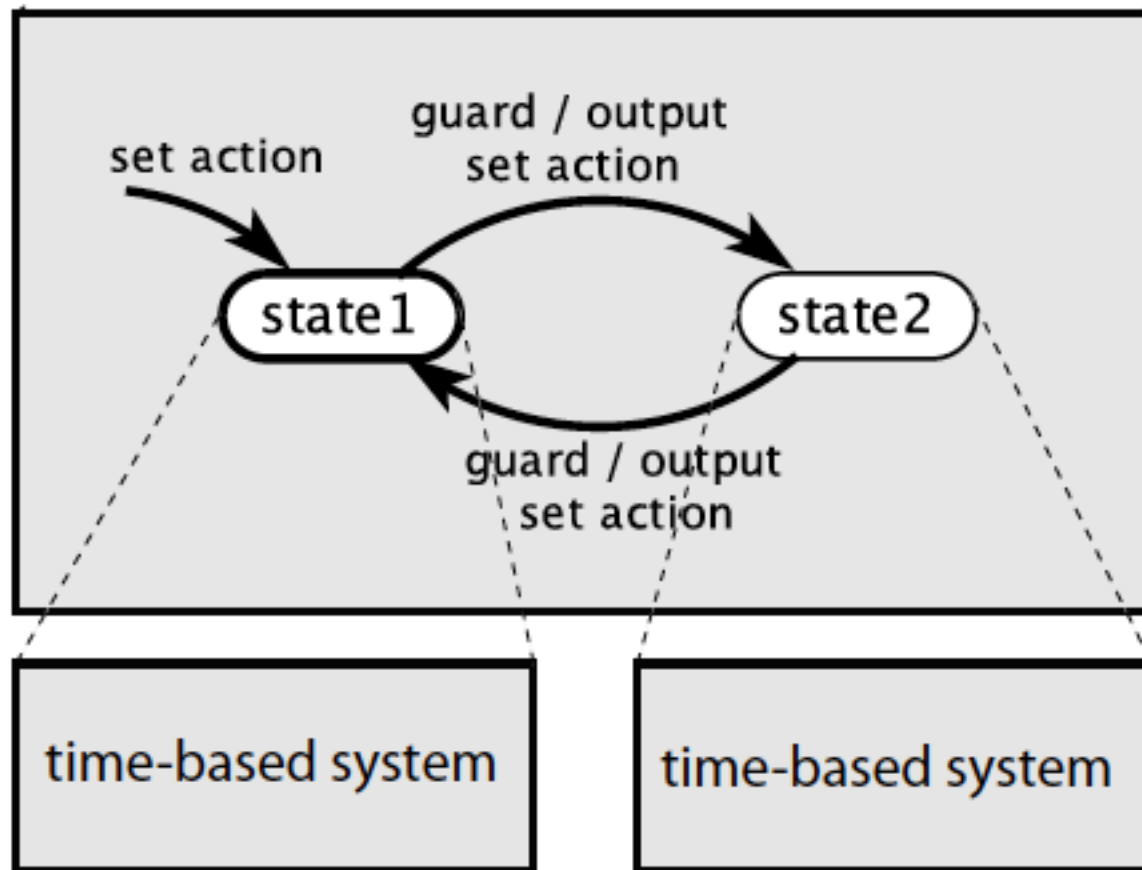 guard / output
set action
set action
state1
state2
guard / output
set action
time-based system
time-based system